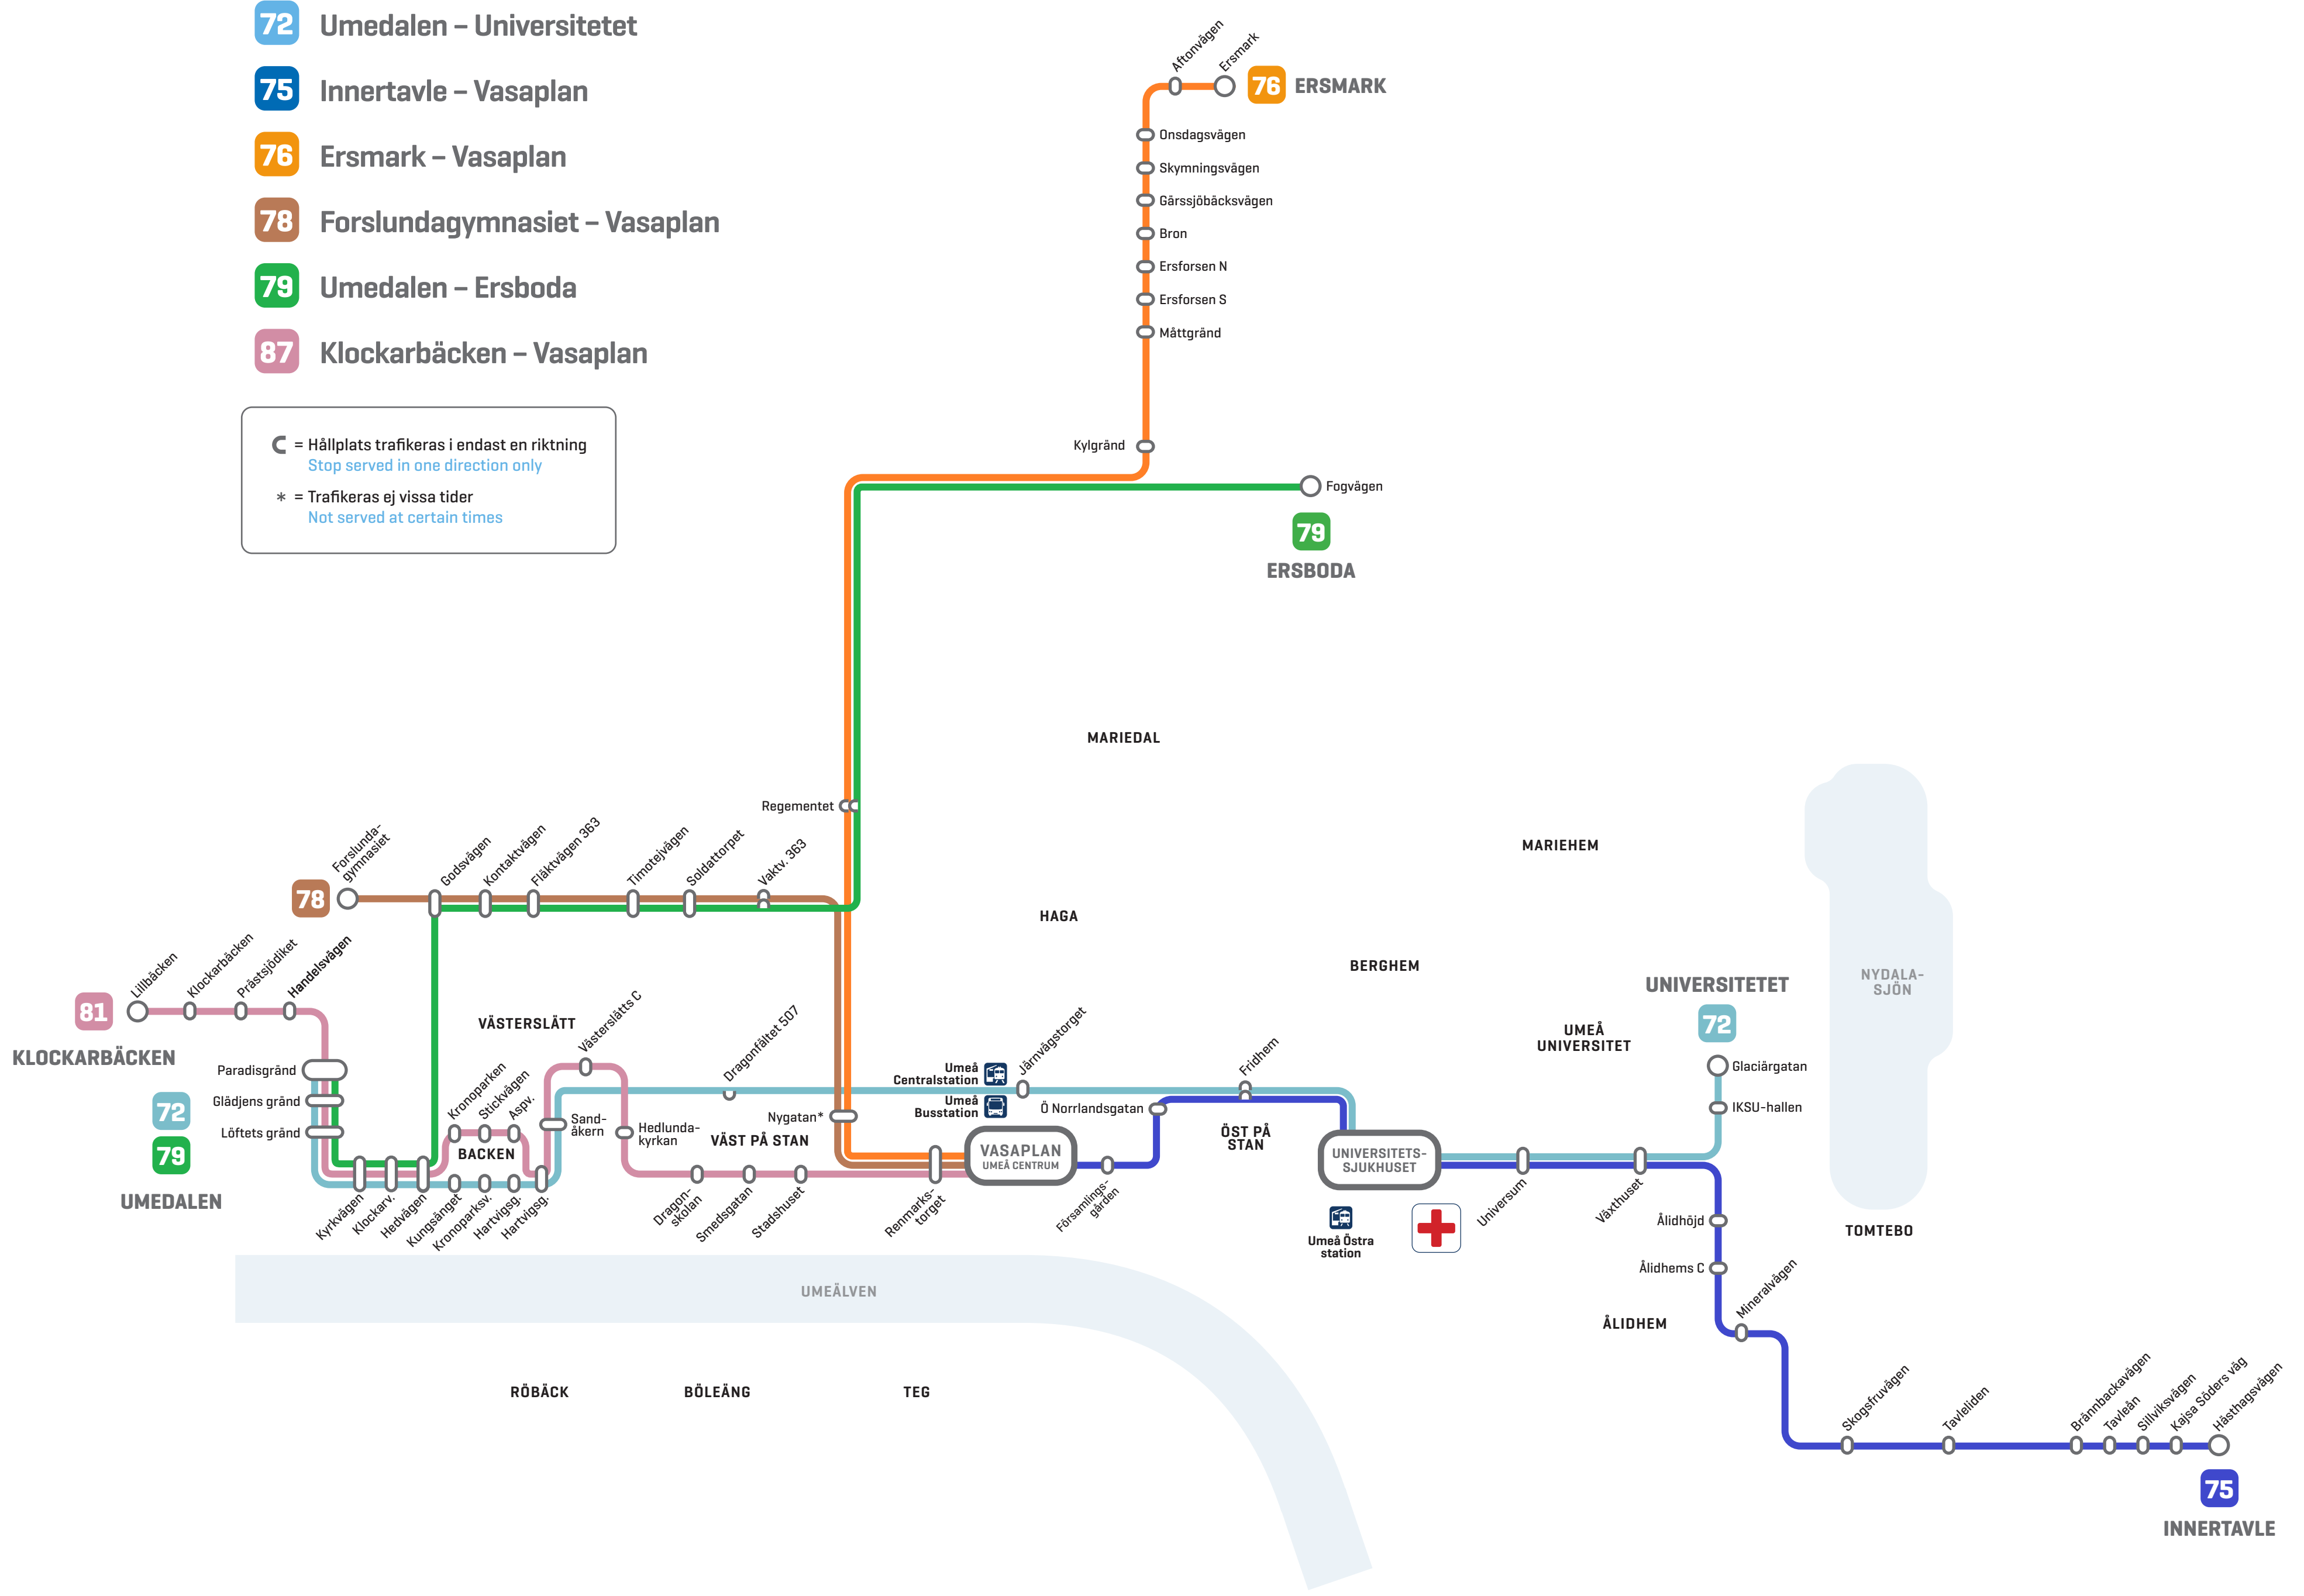 72 Umedalen – Universitetet
75 Innertavle – Vasaplan
76 Ersmark – Vasaplan
78 Forslundagymnasiet – Vasaplan
79 Umedalen – Ersboda
87 Klockarbäcken – Vasaplan
= Hållplats trafikeras i endast en riktning
Stop served in one direction only
* = Trafikeras ej vissa tider
Not served at certain times
Aftonvägen
Ersmark
76 ERSMARK
Onsdagsvägen
Skymningsvägen
Gärssjöbäcksvägen
Bron
Ersforsen N
Ersforsen S
Måttgränd
Kylgränd
Fogvägen
79
ERSBODA
MARIEDAL
Regementet
MARIEHEM
HAGA
BERGHEM
78
Forslunda-
gymnasiet
Godsvägen
Kontaktvägen
Fläktvägen 363
Timotejvägen
Soldattorpet
Vaktv. 363
81
KLOCKARBÄCKEN
Lillbäcken
Klockarbäcken
Prästsjödiket
Handelsvägen
Paradisgränd
Glädjens gränd
Löftets gränd
72
79
UMEDALEN
VÄSTERSLÄTT
Västerslätts C
Kronoparken
Stickvägen
Aspv.
BACKEN
Kyrkvägen
Klockarv.
Hedvägen
Kungsänget
Kronoparksv.
Hartvigsg.
Hartvigsg.
Sand-
åkern
Hedlunda-
kyrkan
VÄST PÅ STAN
Dragonfältet 507
Nygatan*
Dragon-
skolan
Smedsgatan
Stadshuset
Renmarks-
torget
Umeå
Centralstation
Umeå
Busstation
Järnvägstorget
VASAPLAN
UMEÅ CENTRUM
Ö Norrlandsgatan
Församlings-
gården
Fridhem
ÖST PÅ
STAN
UNIVERSITETS-
SJUKHUSET
Umeå Östra
station
UMEÅ
UNIVERSITET
UNIVERSITETET
72
Glaciärgatan
IKSU-hallen
Universum
Växthuset
NYDALA-
SJÖN
TOMTEBO
Ålidhöjd
Ålidhems C
Mineralvägen
ÅLIDHEM
UMEÄLVEN
RÖBÄCK
BÖLEÄNG
TEG
Skogsfruvägen
Tavleliden
Brännbackavägen
Tavleån
Sillviksvägen
Kajsa Söders väg
Hästhagsvägen
75
INNERTAVLE